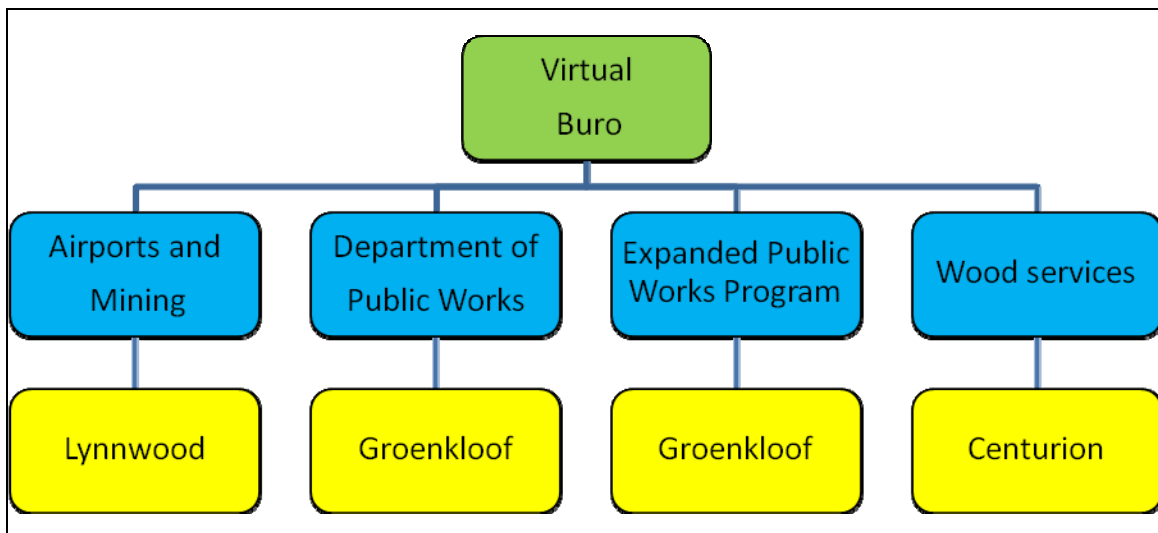 Virtual
Buro
Airports and
Mining
Department of
Public Works
Expanded Public
Works Program
Wood services
Lynnwood
Groenkloof
Groenkloof
Centurion